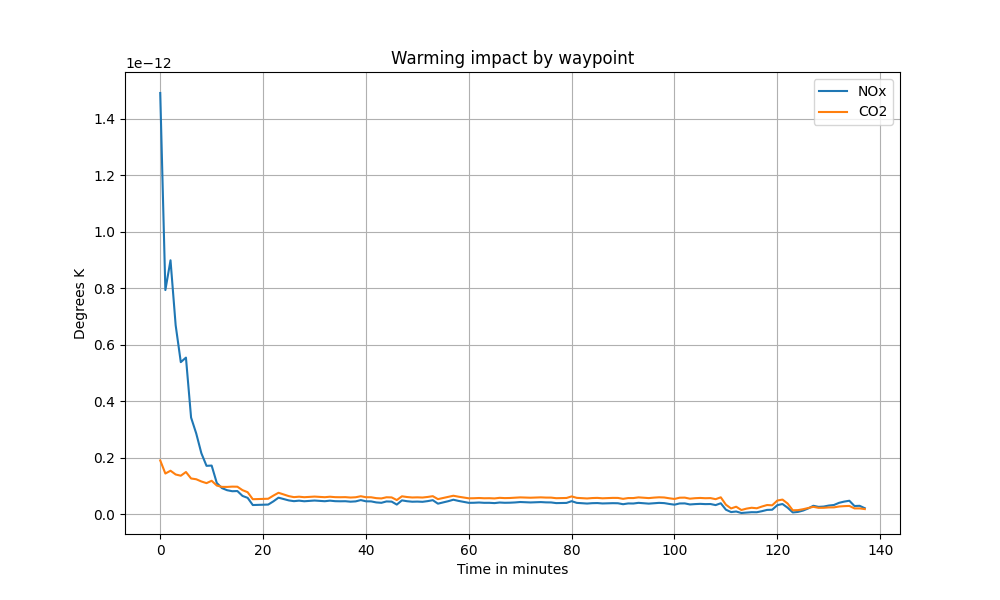 Warming impact by waypoint
1e−12
NOx
CO2
1.4
1.2
1.0
0.8
0.6
0.4
0.2
0.0
Degrees K
0 20 40 60 80 100 120 140
Time in minutes